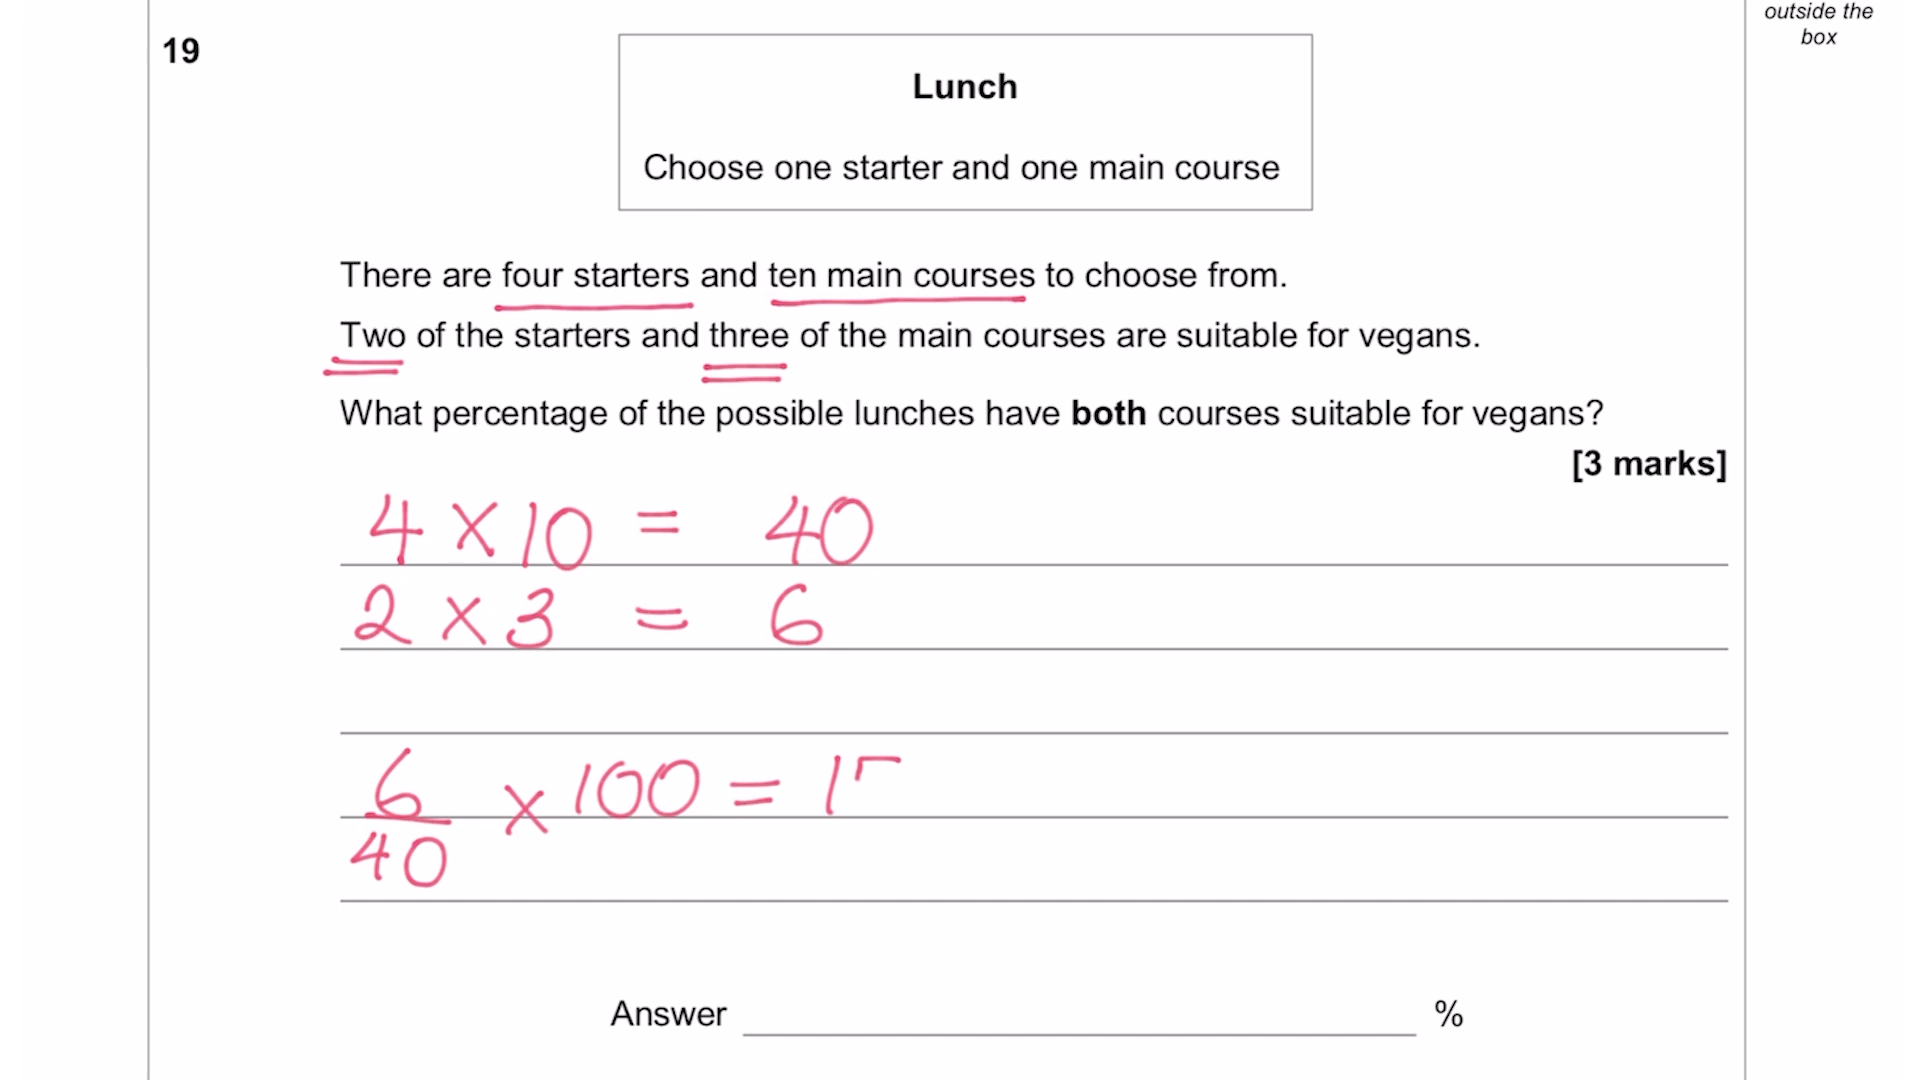 outside the
box
19
Lunch
Choose one starter and one main course
There are four starters and ten main courses to choose from.
Two of the starters and three of the main courses are suitable for vegans.
What percentage of the possible lunches have both courses suitable for vegans?
[3 marks]
4 × 10 = 40
2 × 3 = 6
6
× 100 = 1
40
Answer %